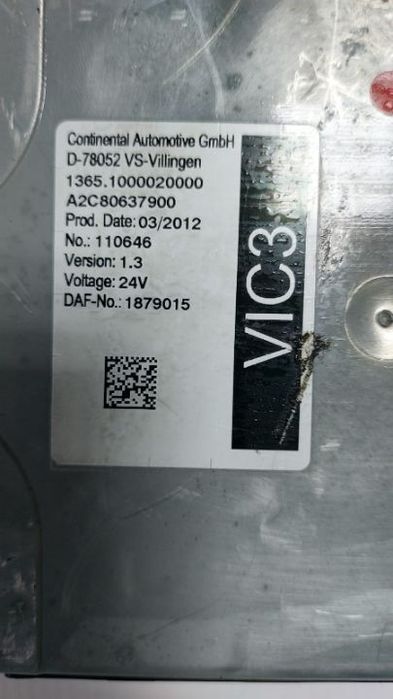 Continental Automotive GmbH
D-78052 VS-Villingen
1365.1000020000
A2C80637900
Prod. Date: 03/2012
No.: 110646
Version: 1.3
Voltage: 24V
DAF-No.: 1879015
VIC3